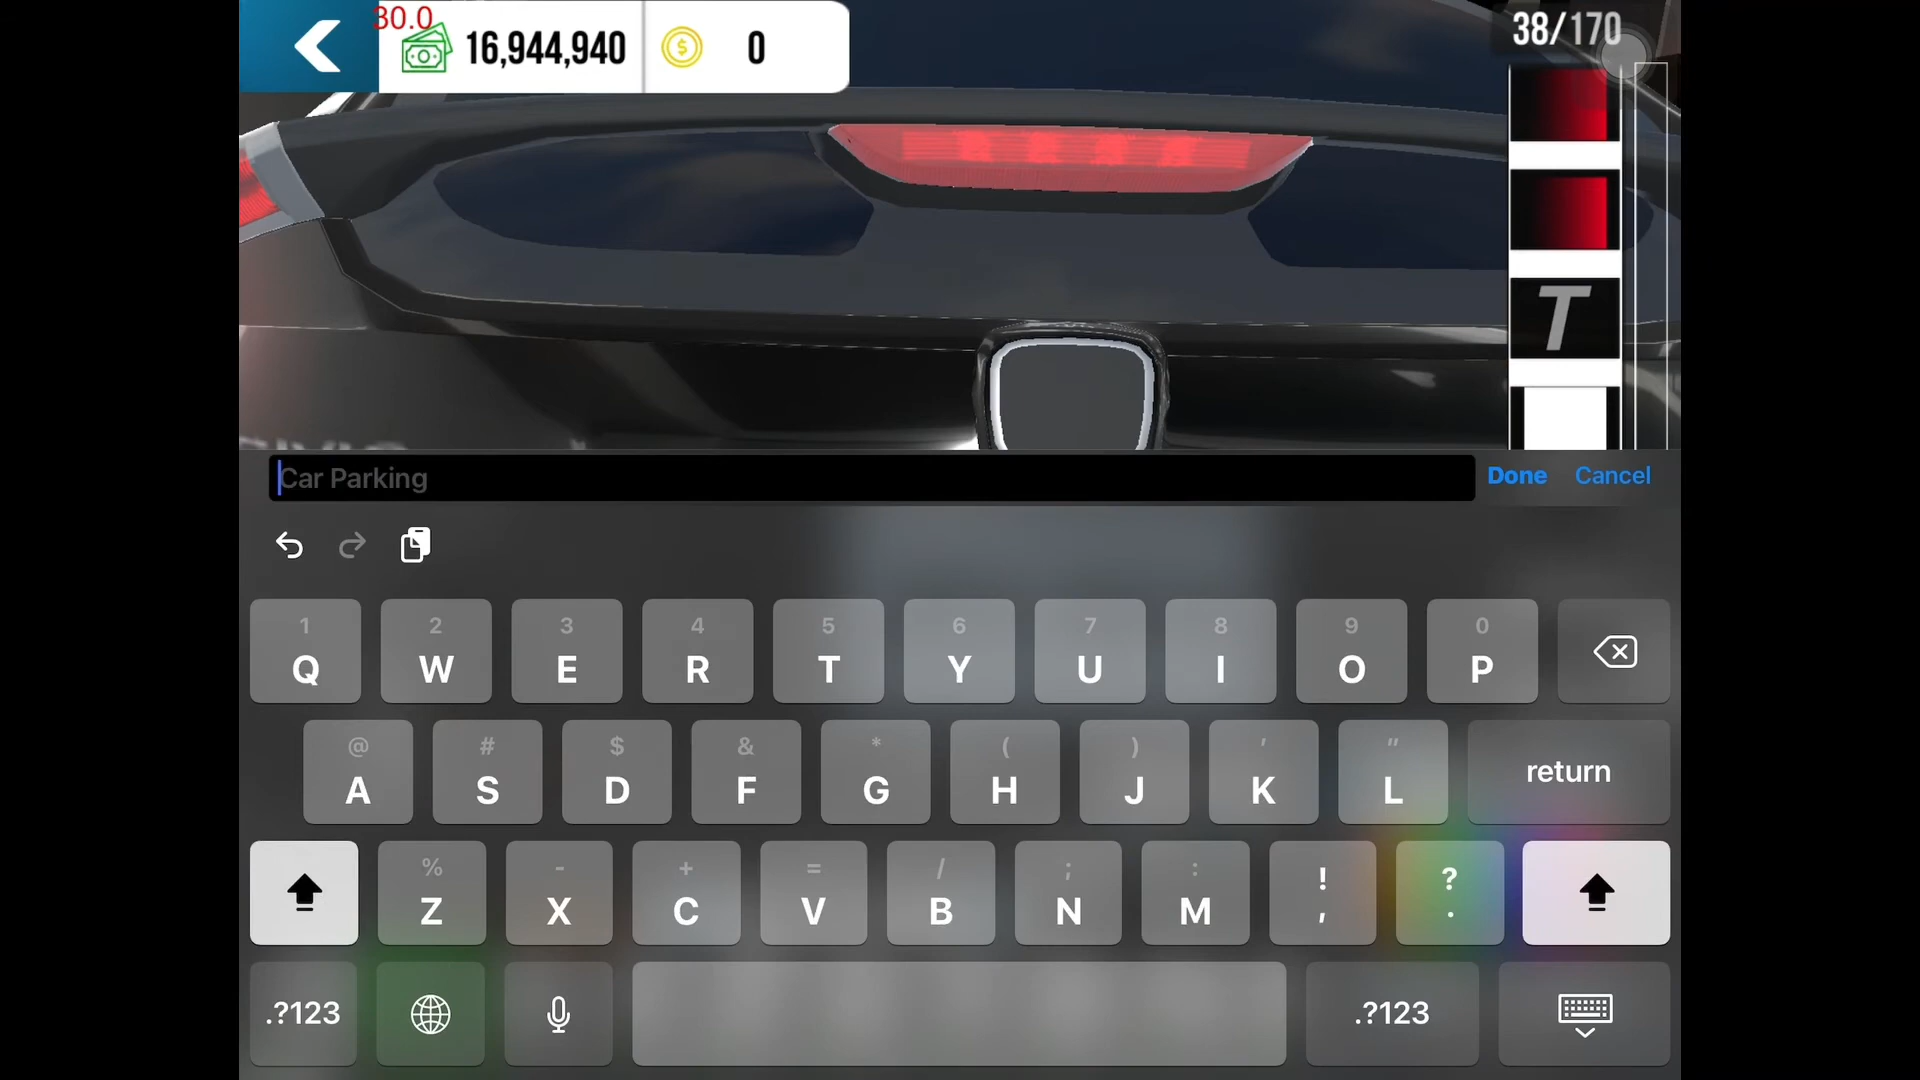 30.0
16,944,940
0
38/170
T
Car Parking
Done
Cancel
1 2 3 4 5 6 7 8 9 0
Q W E R T Y U I O P
@ # $ & * ( ) ' "
A S D F G H J K L return
% - + = / ; : ! ?
Z X C V B N M , .
.?123 .?123